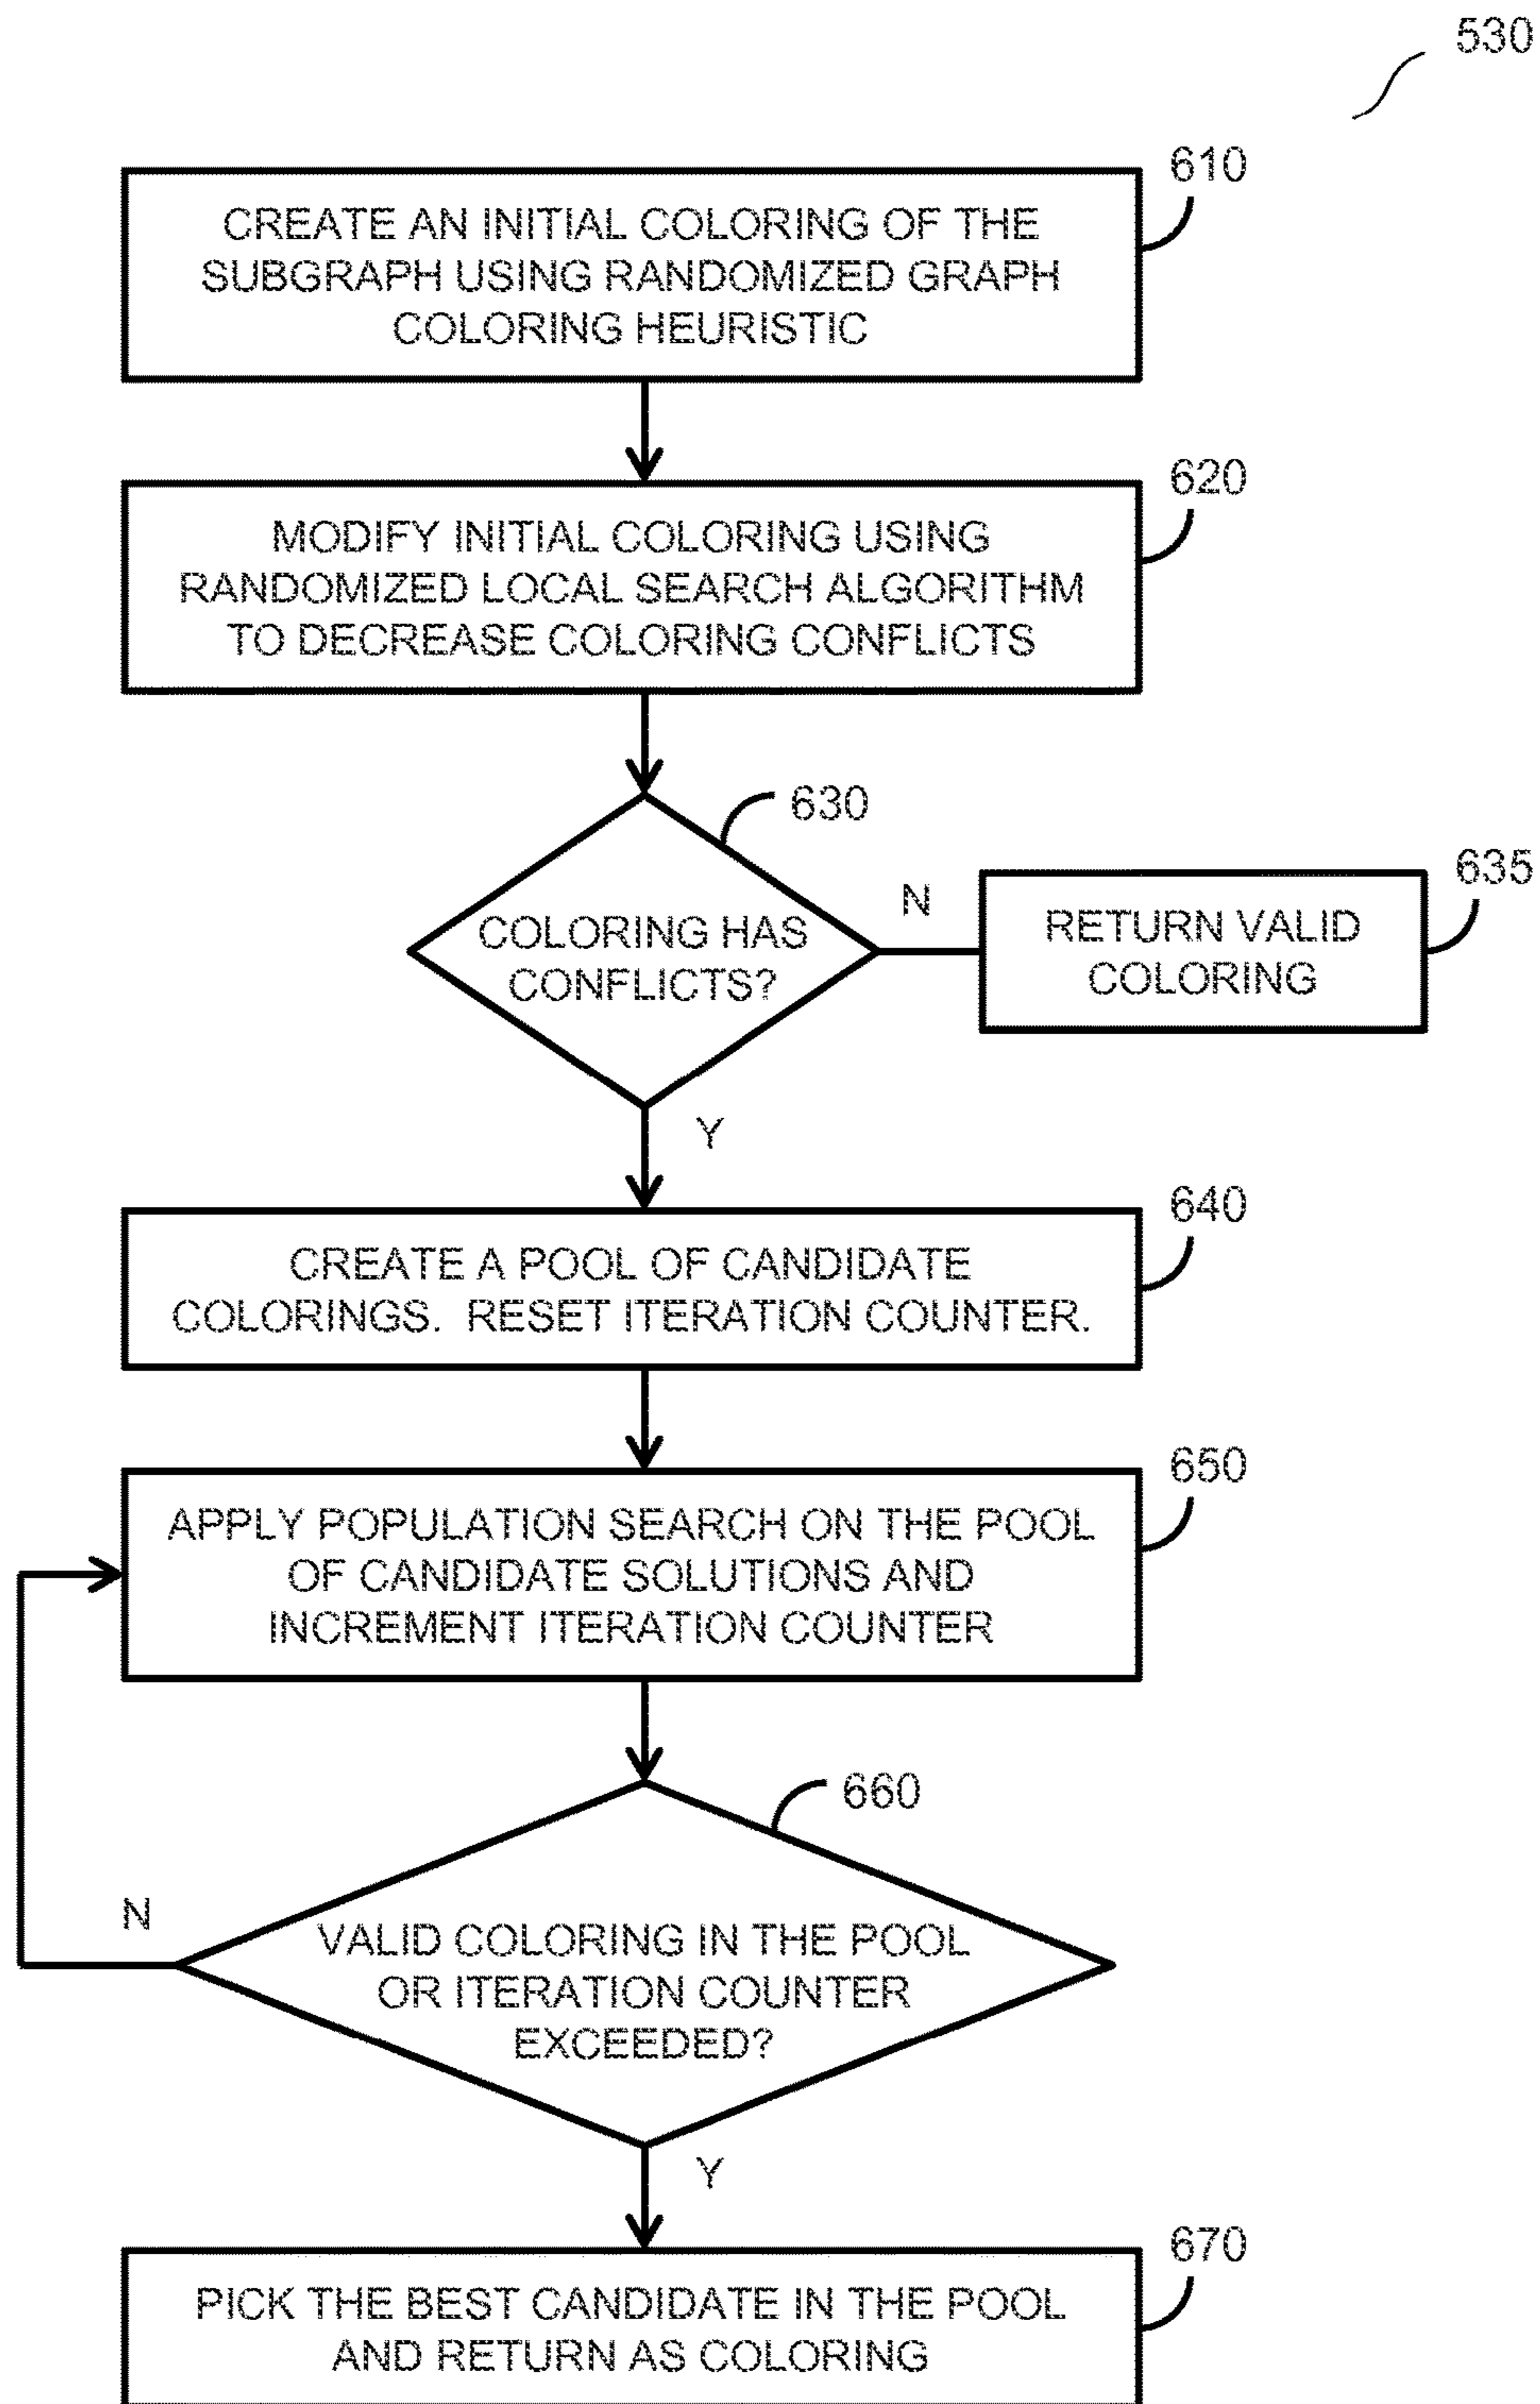 530
610
CREATE AN INITIAL COLORING OF THE
SUBGRAPH USING RANDOMIZED GRAPH
COLORING HEURISTIC
620
MODIFY INITIAL COLORING USING
RANDOMIZED LOCAL SEARCH ALGORITHM
TO DECREASE COLORING CONFLICTS
630
COLORING HAS
CONFLICTS?
N
635
RETURN VALID
COLORING
Y
640
CREATE A POOL OF CANDIDATE
COLORINGS. RESET ITERATION COUNTER.
650
APPLY POPULATION SEARCH ON THE POOL
OF CANDIDATE SOLUTIONS AND
INCREMENT ITERATION COUNTER
660
N
VALID COLORING IN THE POOL
OR ITERATION COUNTER
EXCEEDED?
Y
670
PICK THE BEST CANDIDATE IN THE POOL
AND RETURN AS COLORING